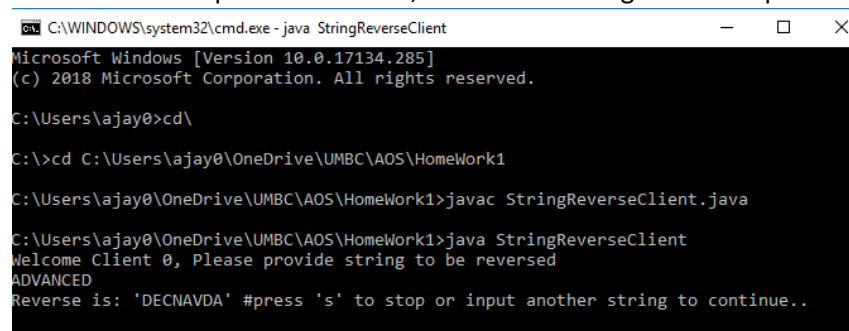 C:\WINDOWS\system32\cmd.exe - java StringReverseClient
Microsoft Windows [Version 10.0.17134.285]
(c) 2018 Microsoft Corporation. All rights reserved.
C:\Users\ajay0>cd\
C:\>cd C:\Users\ajay0\OneDrive\UMBC\AOS\HomeWork1
C:\Users\ajay0\OneDrive\UMBC\AOS\HomeWork1>javac StringReverseClient.java
C:\Users\ajay0\OneDrive\UMBC\AOS\HomeWork1>java StringReverseClient
Welcome Client 0, Please provide string to be reversed
ADVANCED
Reverse is: 'DECNAVDA' #press 's' to stop or input another string to continue..